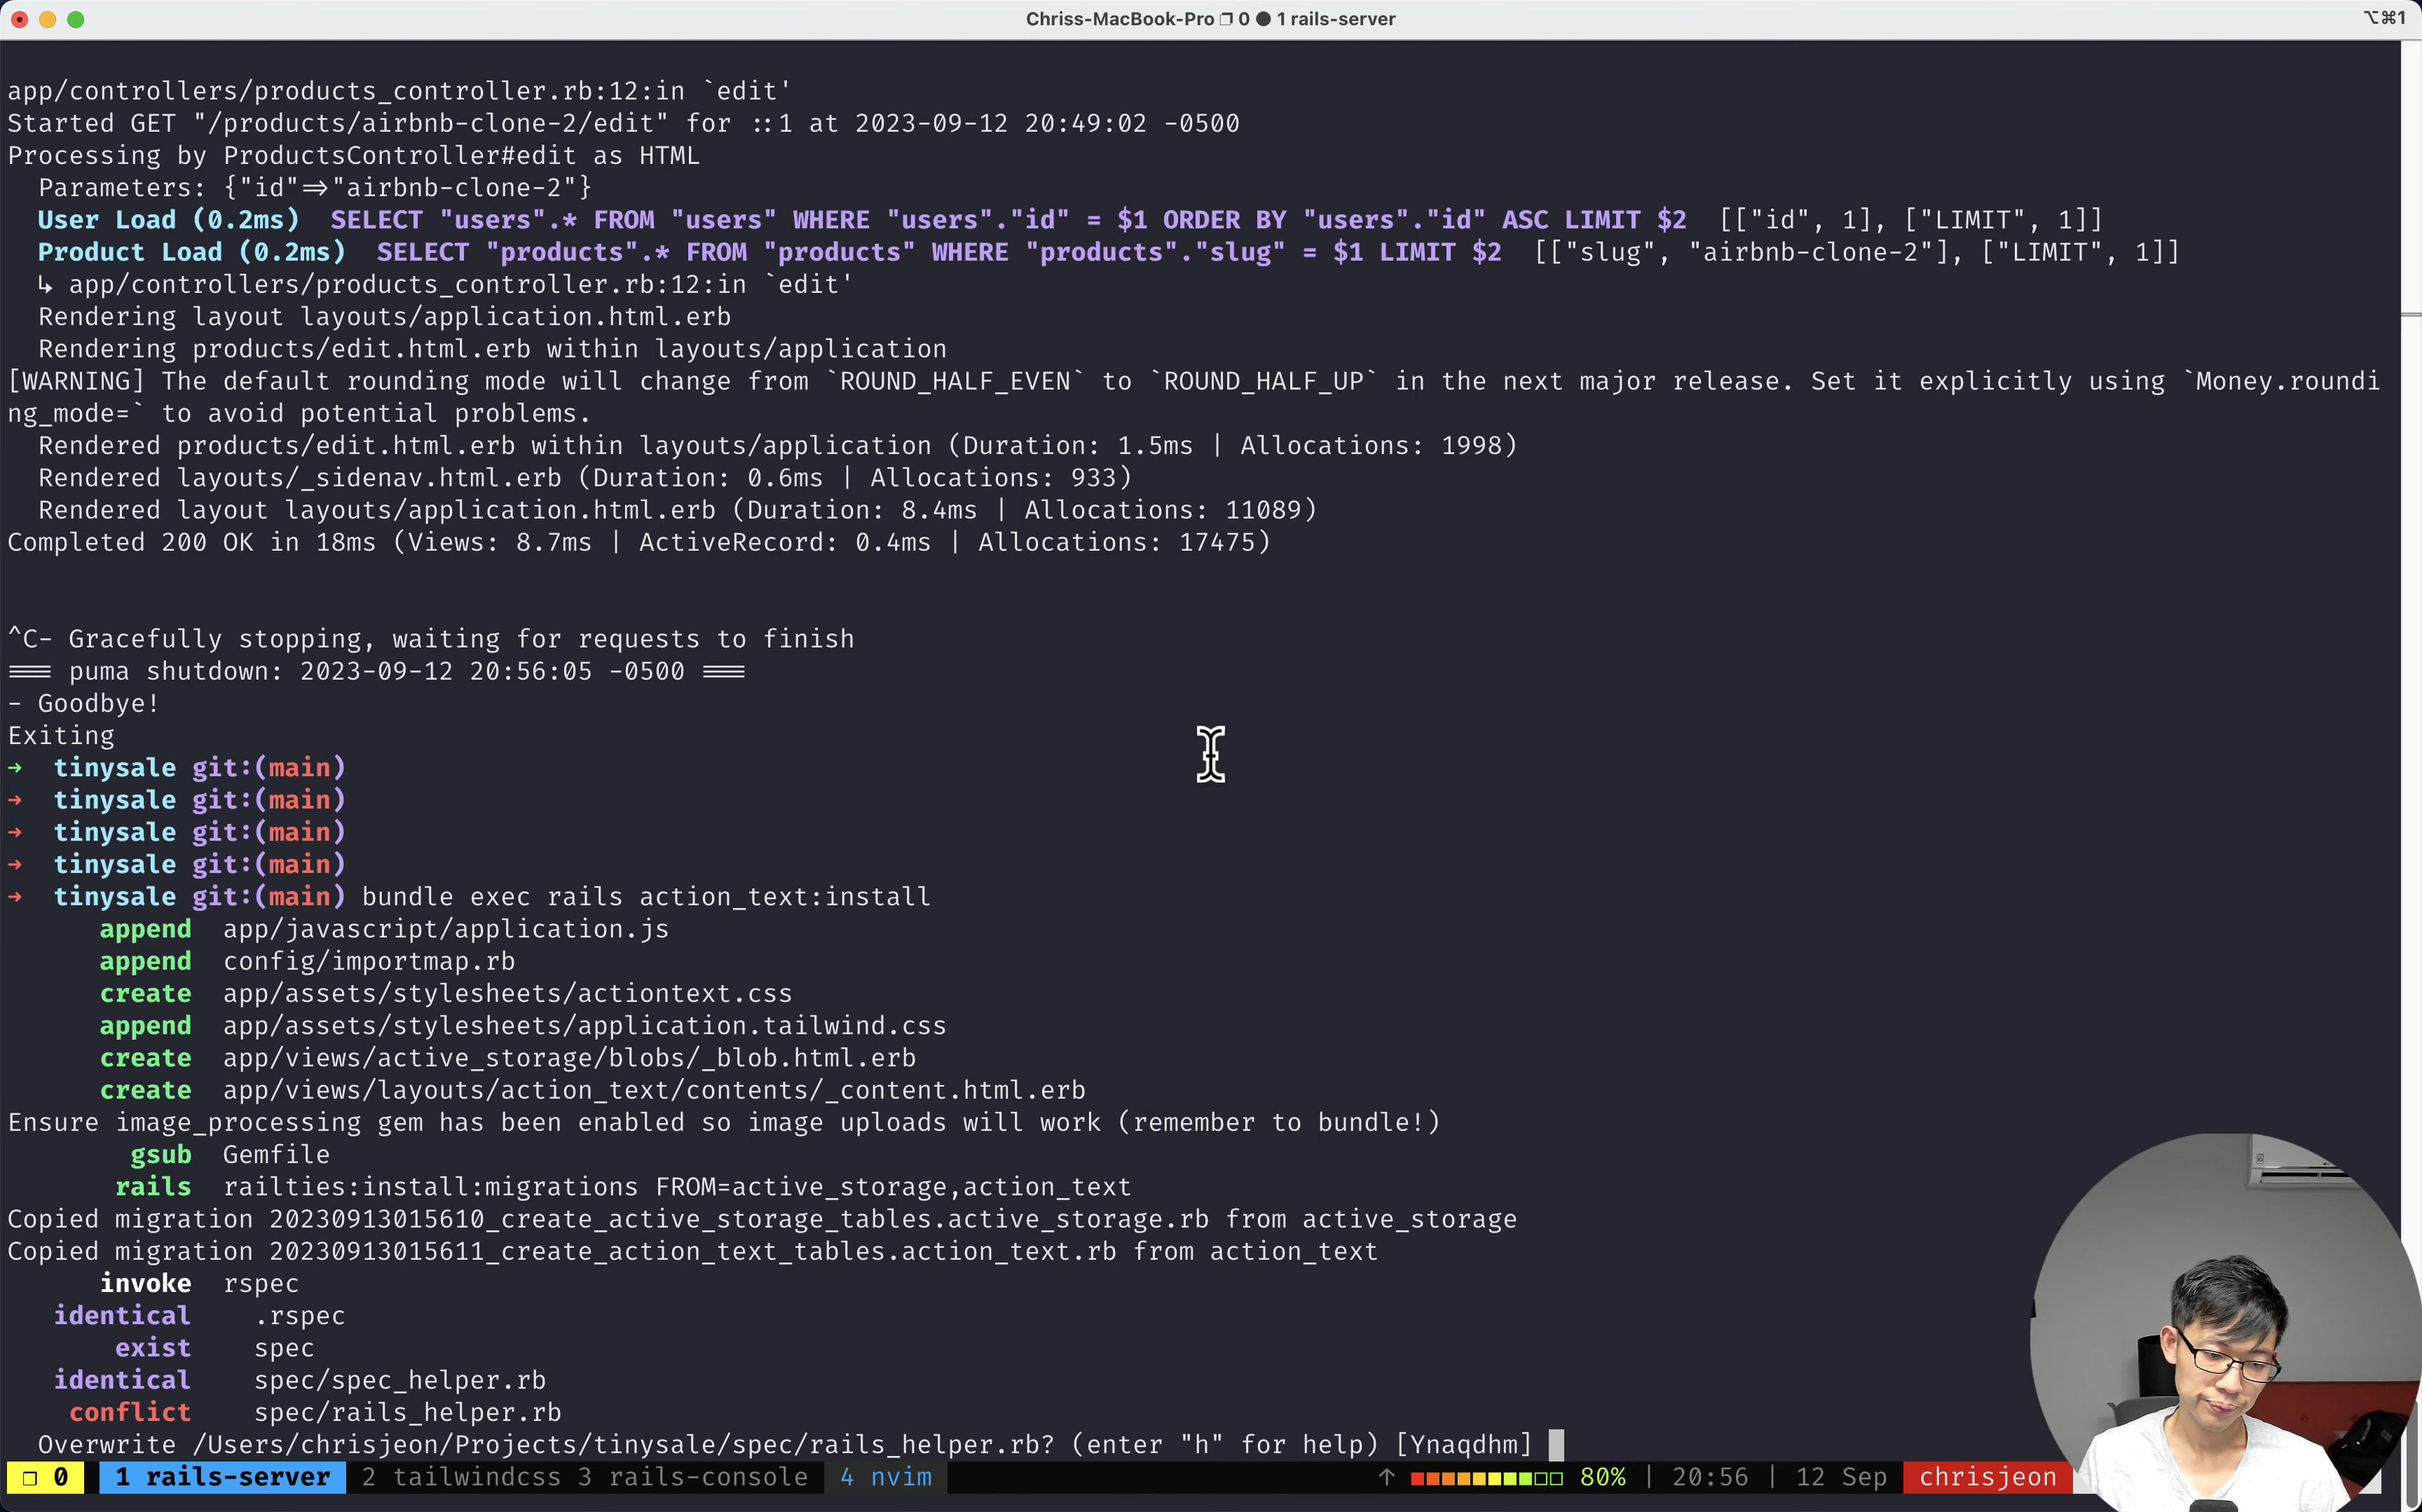 Chriss-MacBook-Pro ❐ 0 ● 1 rails-server
⌥⌘1
app/controllers/products_controller.rb:12:in `edit'
Started GET "/products/airbnb-clone-2/edit" for ::1 at 2023-09-12 20:49:02 -0500
Processing by ProductsController#edit as HTML
  Parameters: {"id"=>"airbnb-clone-2"}
  User Load (0.2ms)  SELECT "users".* FROM "users" WHERE "users"."id" = $1 ORDER BY "users"."id" ASC LIMIT $2  [["id", 1], ["LIMIT", 1]]
  Product Load (0.2ms)  SELECT "products".* FROM "products" WHERE "products"."slug" = $1 LIMIT $2  [["slug", "airbnb-clone-2"], ["LIMIT", 1]]
  ↳ app/controllers/products_controller.rb:12:in `edit'
  Rendering layout layouts/application.html.erb
  Rendering products/edit.html.erb within layouts/application
[WARNING] The default rounding mode will change from `ROUND_HALF_EVEN` to `ROUND_HALF_UP` in the next major release. Set it explicitly using `Money.roundi
ng_mode=` to avoid potential problems.
  Rendered products/edit.html.erb within layouts/application (Duration: 1.5ms | Allocations: 1998)
  Rendered layouts/_sidenav.html.erb (Duration: 0.6ms | Allocations: 933)
  Rendered layout layouts/application.html.erb (Duration: 8.4ms | Allocations: 11089)
Completed 200 OK in 18ms (Views: 8.7ms | ActiveRecord: 0.4ms | Allocations: 17475)
^C- Gracefully stopping, waiting for requests to finish
=== puma shutdown: 2023-09-12 20:56:05 -0500 ===
- Goodbye!
Exiting
→  tinysale git:(main)
→  tinysale git:(main)
→  tinysale git:(main)
→  tinysale git:(main)
→  tinysale git:(main) bundle exec rails action_text:install
      append  app/javascript/application.js
      append  config/importmap.rb
      create  app/assets/stylesheets/actiontext.css
      append  app/assets/stylesheets/application.tailwind.css
      create  app/views/active_storage/blobs/_blob.html.erb
      create  app/views/layouts/action_text/contents/_content.html.erb
Ensure image_processing gem has been enabled so image uploads will work (remember to bundle!)
        gsub  Gemfile
       rails  railties:install:migrations FROM=active_storage,action_text
Copied migration 20230913015610_create_active_storage_tables.active_storage.rb from active_storage
Copied migration 20230913015611_create_action_text_tables.action_text.rb from action_text
      invoke  rspec
   identical    .rspec
       exist    spec
   identical    spec/spec_helper.rb
    conflict    spec/rails_helper.rb
  Overwrite /Users/chrisjeon/Projects/tinysale/spec/rails_helper.rb? (enter "h" for help) [Ynaqdhm]
❐ 0  1 rails-server  2 tailwindcss 3 rails-console  4 nvim  ↑ 80% | 20:56 | 12 Sep  chrisjeon